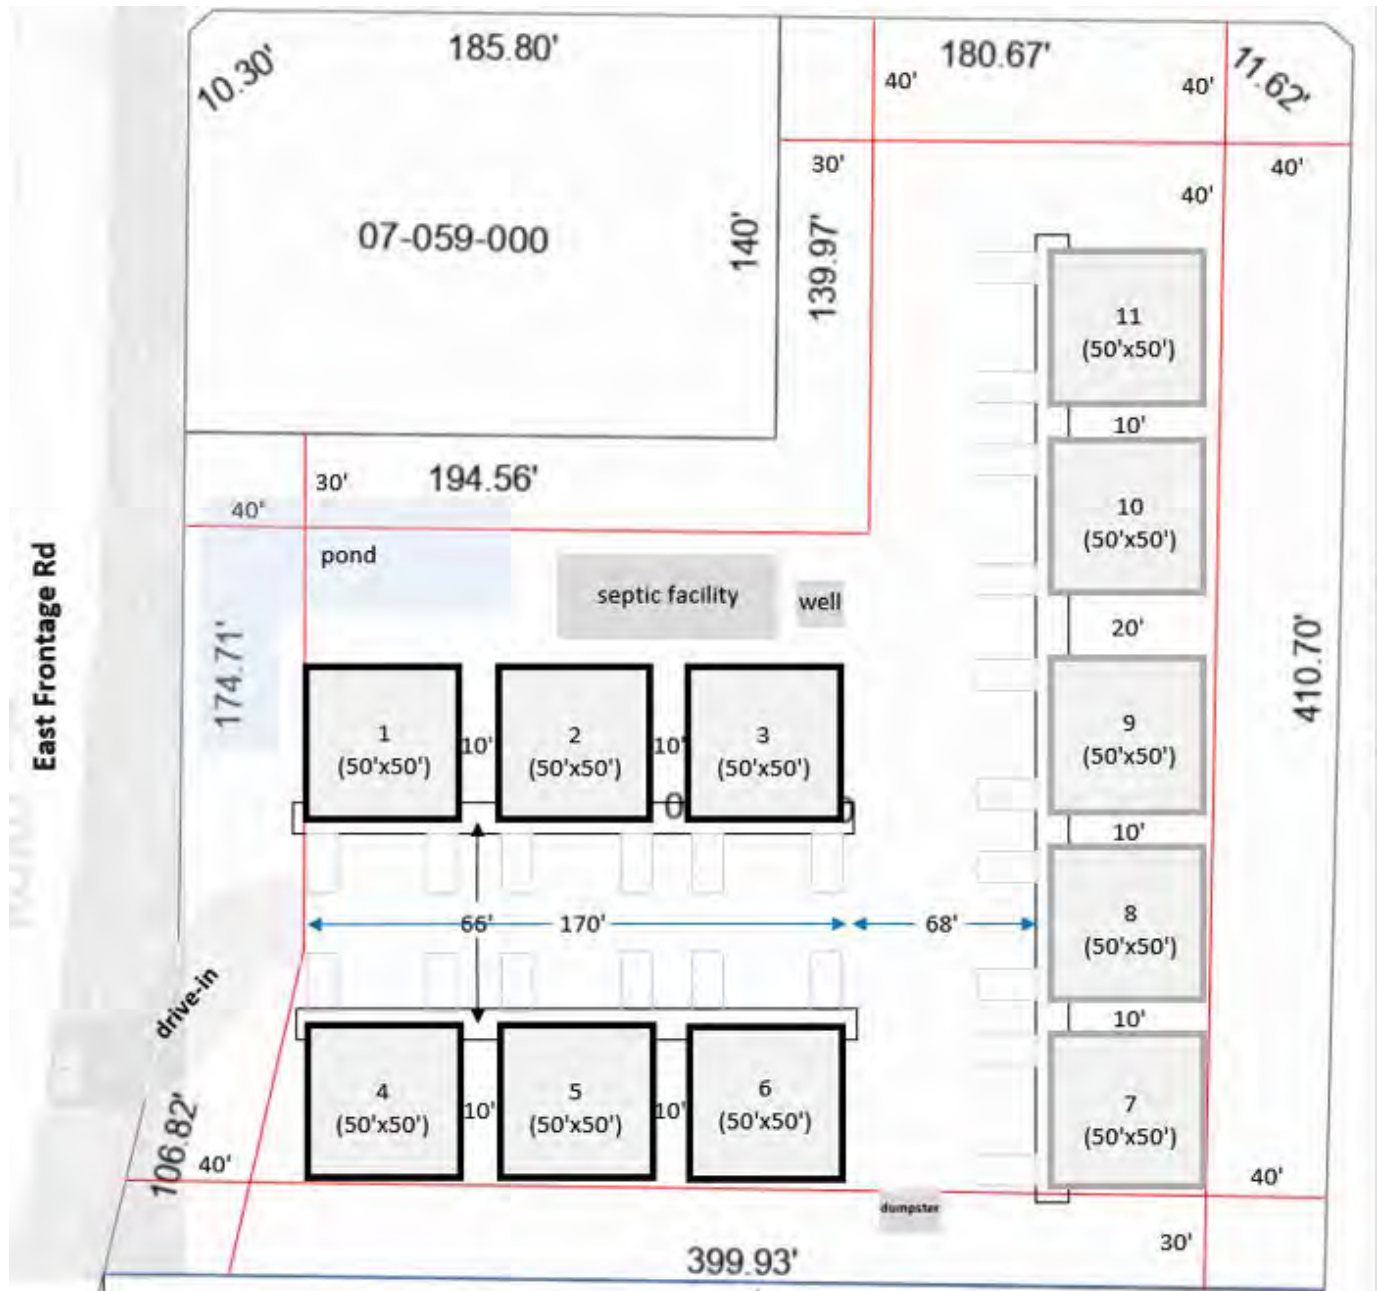 185.80'
180.67'
10.30'
11.62'
40'
40'
30'
40'
40'
07-059-000
140'
139.97'
11
(50'x50')
10'
30'
194.56'
40'
10
(50'x50')
pond
septic facility
well
20'
East Frontage Rd
174.71'
410.70'
1
(50'x50')
10'
2
(50'x50')
10'
3
(50'x50')
9
(50'x50')
10'
66'
170'
68'
8
(50'x50')
drive-in
10'
4
(50'x50')
10'
5
(50'x50')
10'
6
(50'x50')
7
(50'x50')
106.82'
40'
40'
dumpster
30'
399.93'